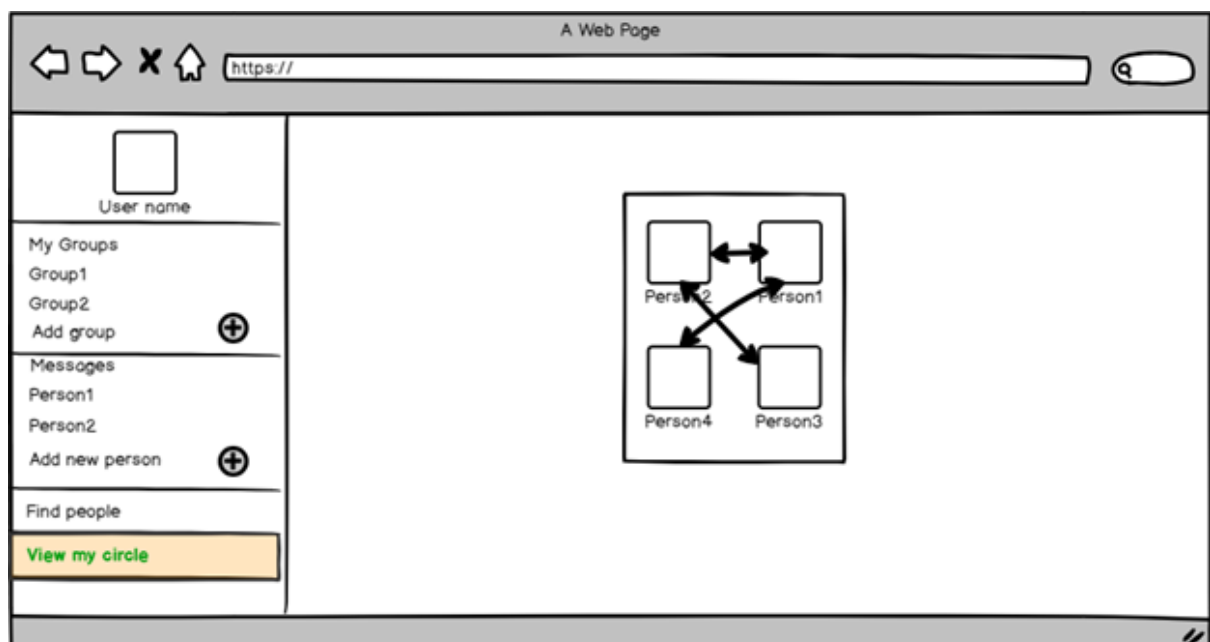 A Web Page
https://
User name
My Groups
Group1
Group2
Add group
Messages
Person1
Person2
Add new person
Find people
View my circle
Person2
Person1
Person4
Person3